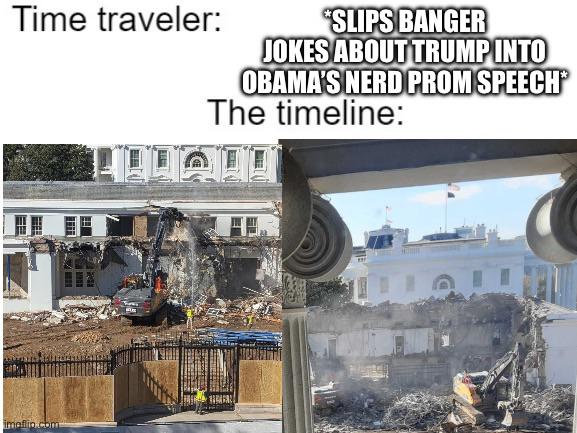 Time traveler:
*SLIPS BANGER
JOKES ABOUT TRUMP INTO
OBAMA'S NERD PROM SPEECH*
The timeline:
imgflip.com